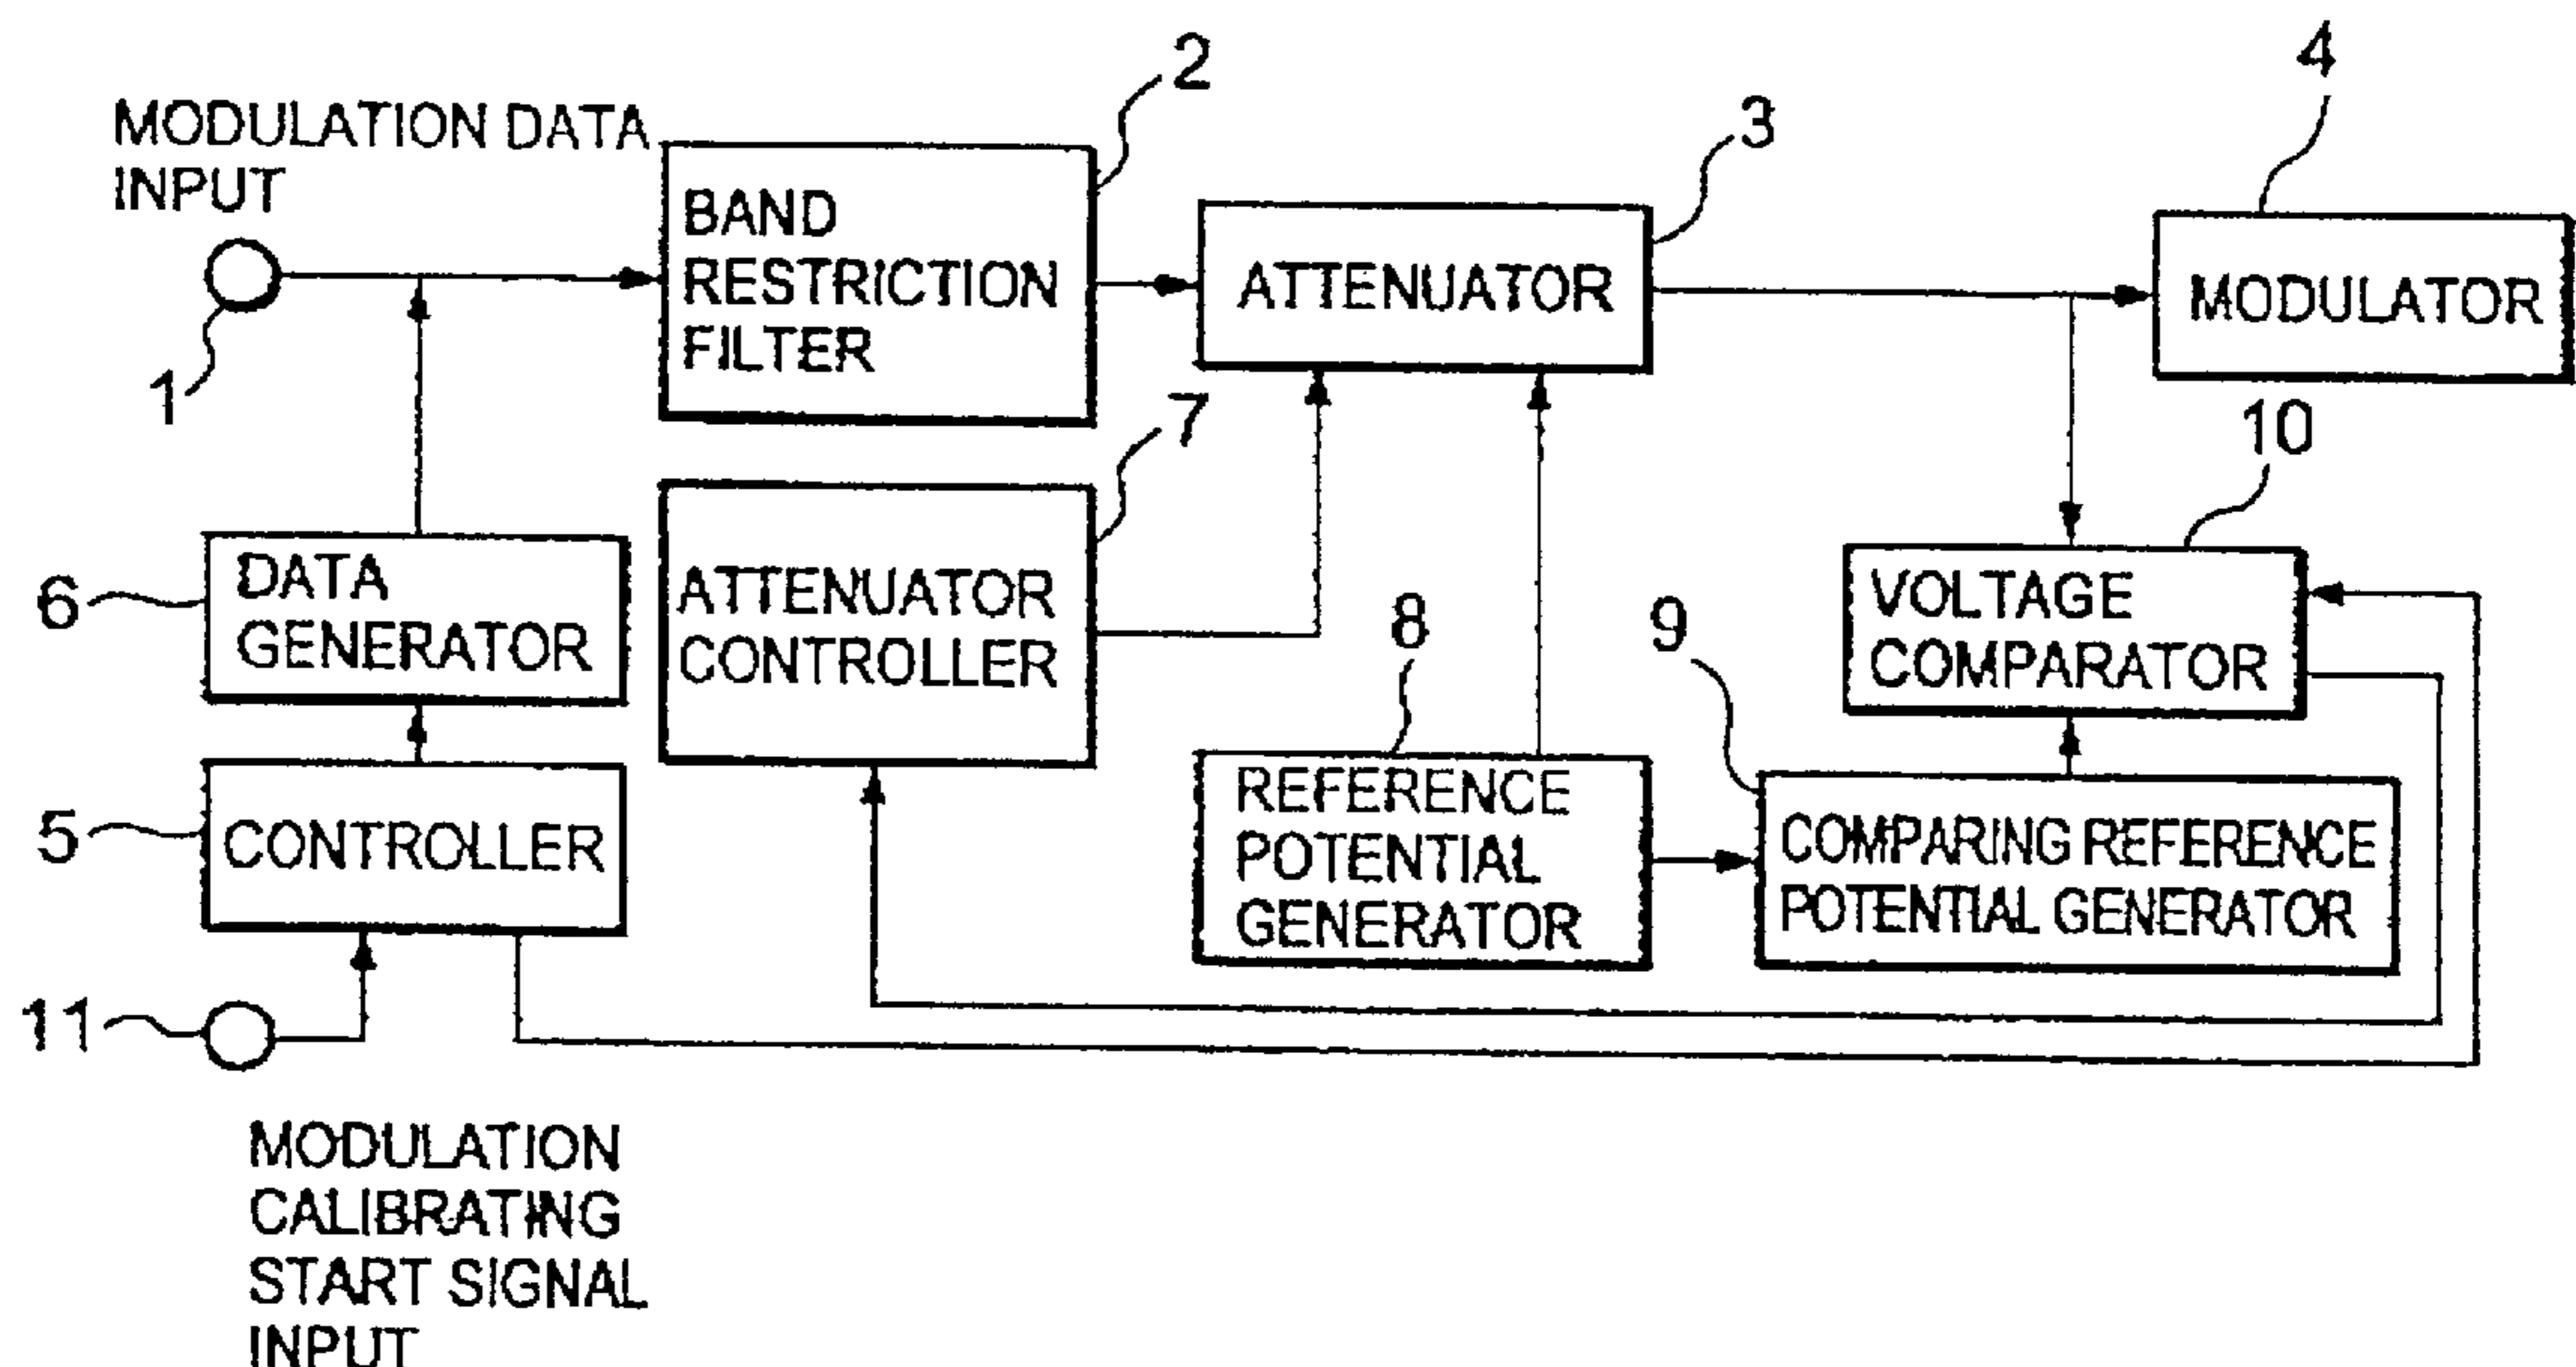 MODULATION DATA
INPUT
1
2
BAND
RESTRICTION
FILTER
3
ATTENUATOR
4
MODULATOR
6
DATA
GENERATOR
7
ATTENUATOR
CONTROLLER
10
VOLTAGE
COMPARATOR
5
CONTROLLER
8
REFERENCE
POTENTIAL
GENERATOR
9
COMPARING REFERENCE
POTENTIAL GENERATOR
11
MODULATION
CALIBRATING
START SIGNAL
INPUT